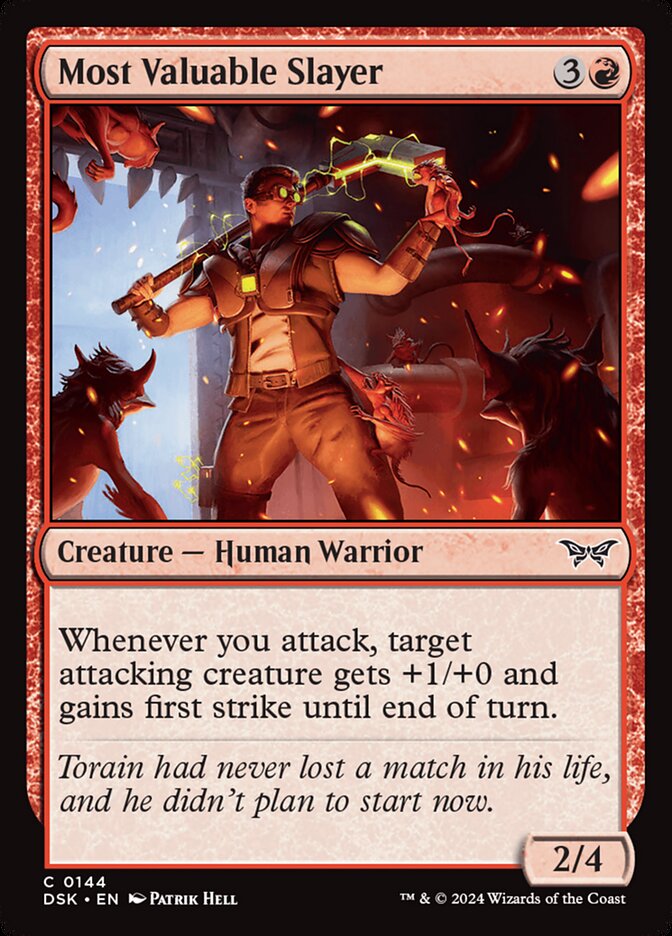 Most Valuable Slayer
3
Creature — Human Warrior
Whenever you attack, target
attacking creature gets +1/+0 and
gains first strike until end of turn.
Torain had never lost a match in his life,
and he didn't plan to start now.
2/4
C 0144
DSK • EN Patrik Hell
™ & © 2024 Wizards of the Coast